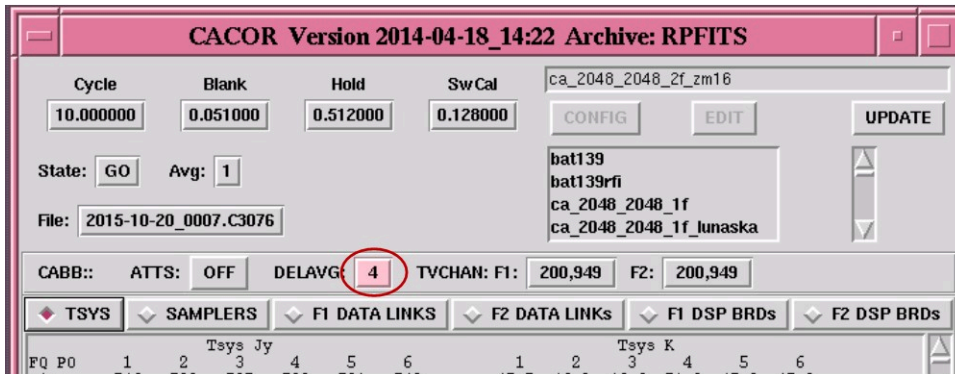 CACOR Version 2014-04-18_14:22 Archive: RPFITS
Cycle Blank Hold SwCal ca_2048_2048_2f_zm16
10.000000 0.051000 0.512000 0.128000 CONFIG EDIT UPDATE
State: GO Avg: 1
bat139
bat139rfi
ca_2048_2048_1f
ca_2048_2048_1f_lunaska
File: 2015-10-20_0007.C3076
CABB:: ATTS: OFF DELAVG: 4 TVCHAN: F1: 200,949 F2: 200,949
TSYS SAMPLERS F1 DATA LINKS F2 DATA LINKs F1 DSP BRDs F2 DSP BRDs
Tsys Jy Tsys K
FQ PO 1 2 3 4 5 6 1 2 3 4 5 6